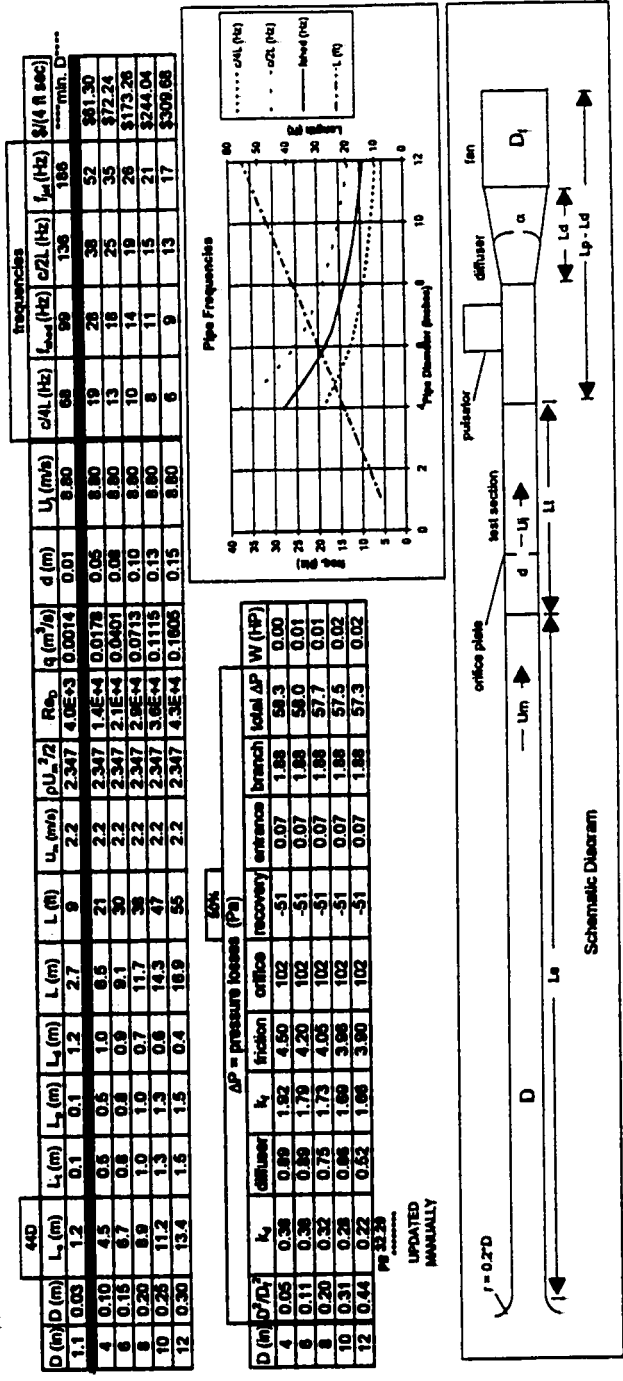 44D
frequencies
D (in) D (m) Lₑ (m) Lₜ (m) Lₚ (m) L_d (m) L (m) L (ft) Uₘ (m/s) ρUₘ²/2 Re_D q (m³/s) d (m) Uⱼ (m/s) c/4L (Hz) f_shed (Hz) c/2L (Hz) f_jet (Hz) $/(4 ft sec)
1.1 0.03 1.2 0.1 0.1 1.2 2.7 9 2.2 2.347 4.0E+3 0.0014 0.01 8.80 68 99 136 186 ****min. D****
4 0.10 4.5 0.5 0.5 1.0 6.5 21 2.2 2.347 1.4E+4 0.0178 0.05 8.80 19 28 38 52 $61.30
6 0.15 6.7 0.8 0.8 0.9 9.1 30 2.2 2.347 2.1E+4 0.0401 0.08 8.80 13 18 25 35 $72.24
8 0.20 8.9 1.0 1.0 0.7 11.7 38 2.2 2.347 2.9E+4 0.0713 0.10 8.80 10 14 19 26 $173.26
10 0.25 11.2 1.3 1.3 0.6 14.3 47 2.2 2.347 3.6E+4 0.1115 0.13 8.80 8 11 15 21 $244.04
12 0.30 13.4 1.5 1.5 0.4 16.9 55 2.2 2.347 4.3E+4 0.1605 0.15 8.80 6 9 13 17 $309.68
50%
ΔP = pressure losses (Pa)
D (in) D²/D_f² k_d diffuser k_f friction orifice recovery entrance branch total ΔP W (HP)
4 0.05 0.38 0.89 1.92 4.50 102 -51 0.07 1.88 58.3 0.00
6 0.11 0.38 0.89 1.79 4.20 102 -51 0.07 1.88 58.0 0.01
8 0.20 0.32 0.75 1.73 4.05 102 -51 0.07 1.88 57.7 0.01
10 0.31 0.28 0.66 1.69 3.96 102 -51 0.07 1.88 57.5 0.02
12 0.44 0.22 0.52 1.66 3.90 102 -51 0.07 1.88 57.3 0.02
PB 32.29
********
UPDATED
MANUALLY
Pipe Frequencies
freq. (Hz)
40
35
30
25
20
15
10
5
0
0 2 4 6 8 10 12
Pipe Diameter (inches)
60
50
40
30
20
10
0
Length (ft)
c/4L (Hz)
c/2L (Hz)
fshed (Hz)
L (ft)
r = 0.2*D
D
Le
Um
orifice plate
d
Uj
test section
Lt
pulsator
diffuser
α
Ld
fan
D_f
Lp - Ld
Schematic Diagram